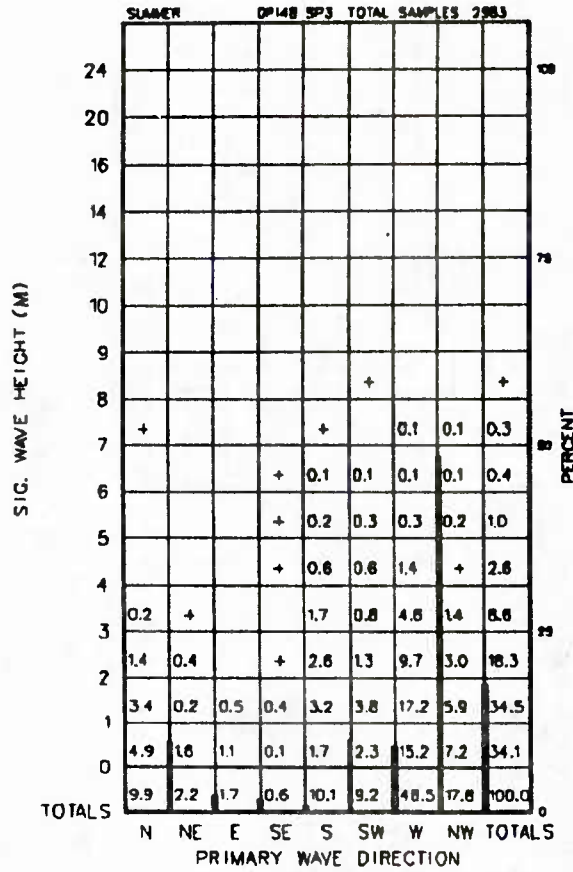 SUMMER DP148 SP3 TOTAL SAMPLES 2983
24 100
20
16
14
12 75
10
9
+ +
8
+ + 0.1 0.1 0.3
7 50
+ 0.1 0.1 0.1 0.1 0.4
6
+ 0.2 0.3 0.3 0.2 1.0
5
+ 0.6 0.6 1.4 + 2.6
4
0.2 + 1.7 0.8 4.6 1.4 8.6
3 25
1.4 0.4 + 2.6 1.3 9.7 3.0 18.3
2
3.4 0.2 0.5 0.4 3.2 3.8 17.2 5.9 34.5
1
4.9 1.6 1.1 0.1 1.7 2.3 15.2 7.2 34.1
0
9.9 2.2 1.7 0.6 10.1 9.2 48.5 17.8 100.0
TOTALS 0
N NE E SE S SW W NW TOTALS
PRIMARY WAVE DIRECTION
SIG. WAVE HEIGHT (M)
PERCENT